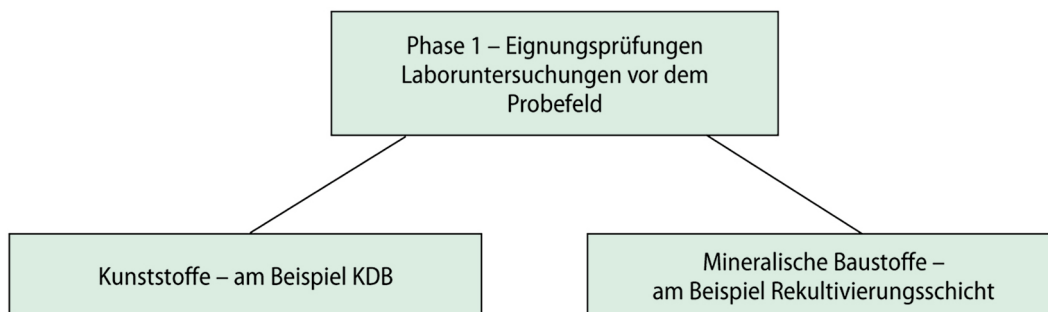 Phase 1 – Eignungsprüfungen
Laboruntersuchungen vor dem
Probefeld
Kunststoffe – am Beispiel KDB
Mineralische Baustoffe –
am Beispiel Rekultivierungsschicht